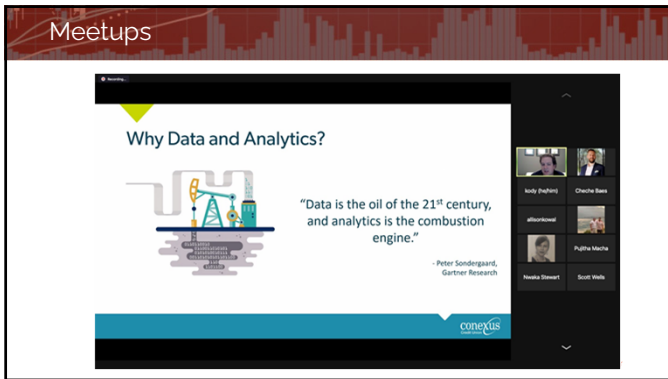 Meetups
Recording...
Why Data and Analytics?
“Data is the oil of the 21st century,
and analytics is the combustion
engine.”
- Peter Sondergaard,
Gartner Research
conexus
kody (he/him)
Cheche Baes
allisonkowal
Pujitha Macha
Nwaka Stewart
Scott Wells